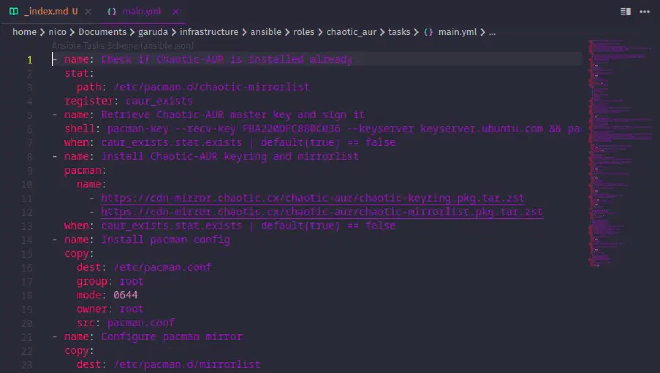 _index.md U
main.yml
home > nico > Documents > garuda > infrastructure > ansible > roles > chaotic_aur > tasks > main.yml > ...
Ansible Tasks Schema (ansible.json)
1 - name: Check if Chaotic-AUR is installed already
2 stat:
3 path: /etc/pacman.d/chaotic-mirrorlist
4 register: caur_exists
5 - name: Retrieve Chaotic-AUR master key and sign it
6 shell: pacman-key --recv-key --keyserver keyserver.ubuntu.com && pa
7 when: caur_exists.stat.exists | default(true) == false
8 - name: Install Chaotic-AUR keyring and mirrorlist
9 pacman:
10 name:
11 - https://cdn-mirror.chaotic.cx/chaotic-aur/chaotic-keyring.pkg.tar.zst
12 - https://cdn-mirror.chaotic.cx/chaotic-aur/chaotic-mirrorlist.pkg.tar.zst
13 when: caur_exists.stat.exists | default(true) == false
14 - name: Install pacman config
15 copy:
16 dest: /etc/pacman.conf
17 group: root
18 mode: 0644
19 owner: root
20 src: pacman.conf
21 - name: Configure pacman mirror
22 copy:
23 dest: /etc/pacman.d/mirrorlist